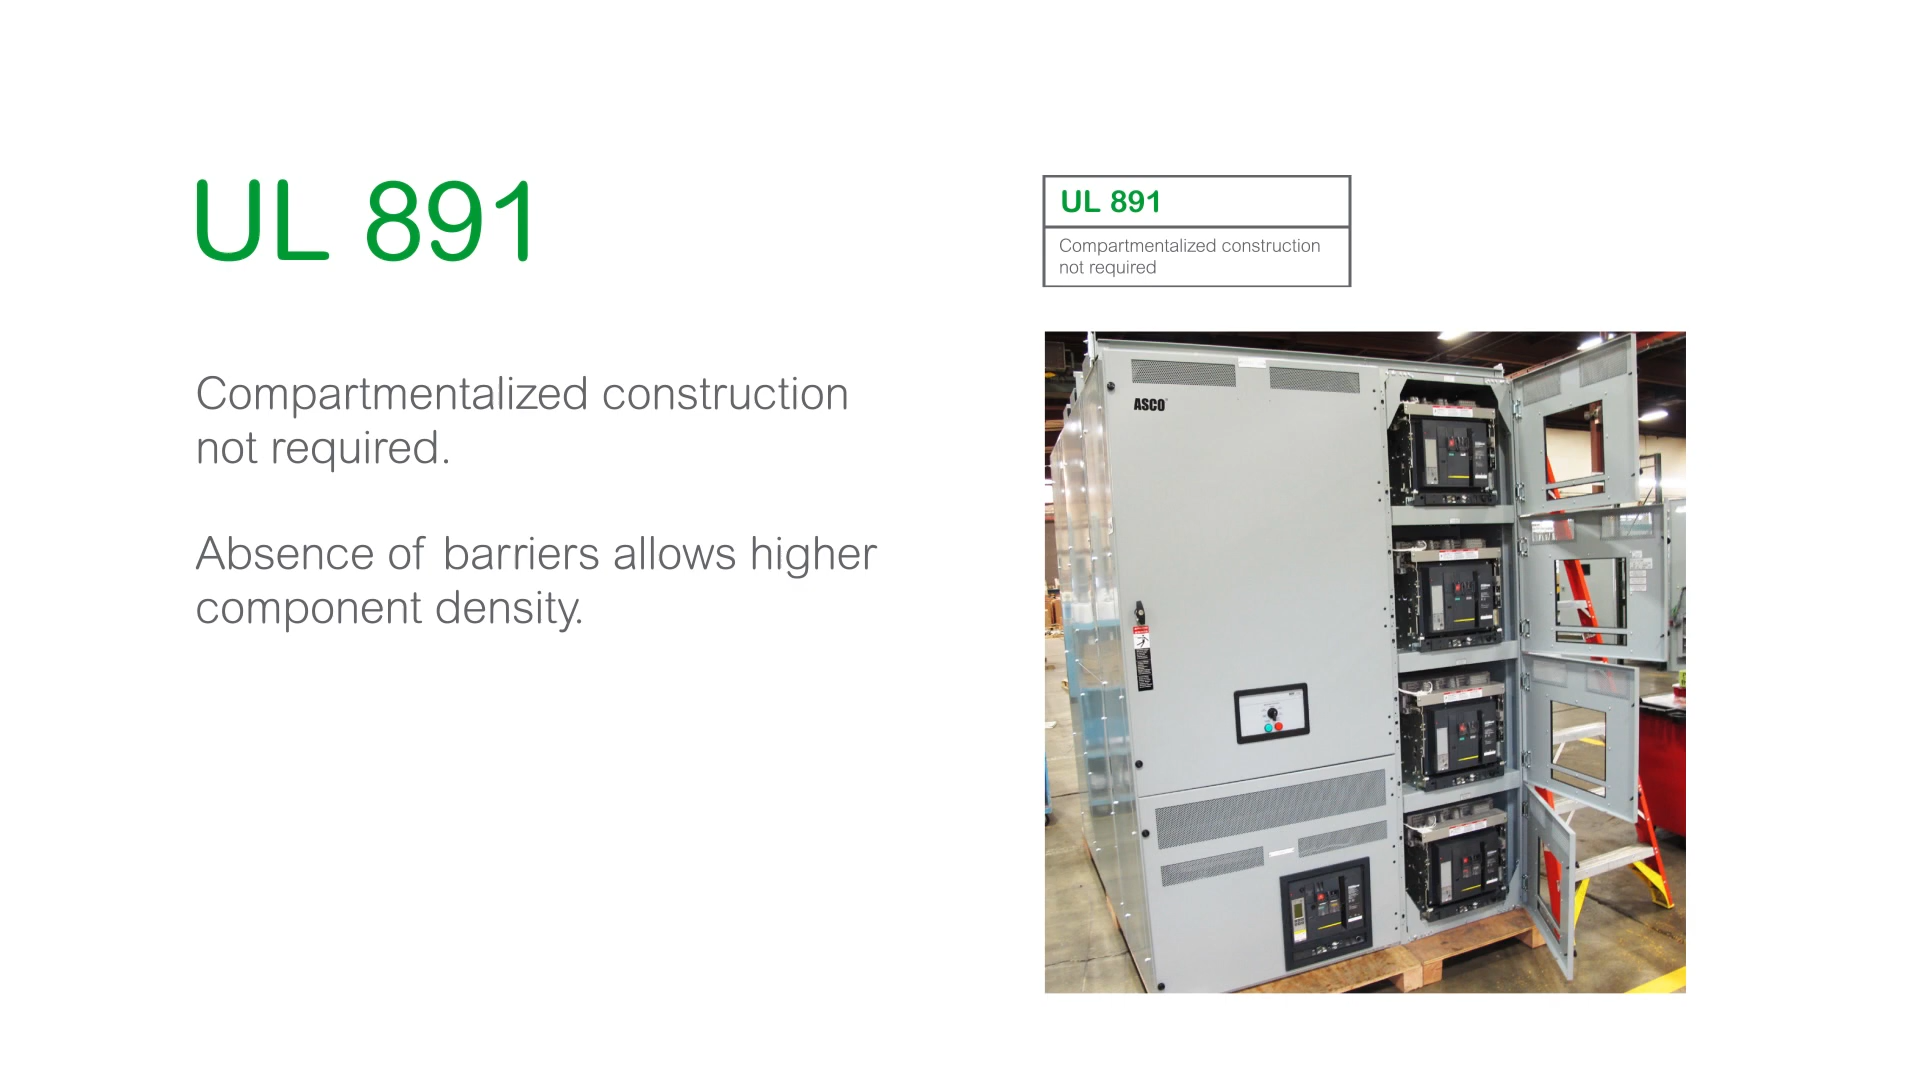 UL 891
Compartmentalized construction
not required.
Absence of barriers allows higher
component density.
UL 891
Compartmentalized construction
not required
ASCO